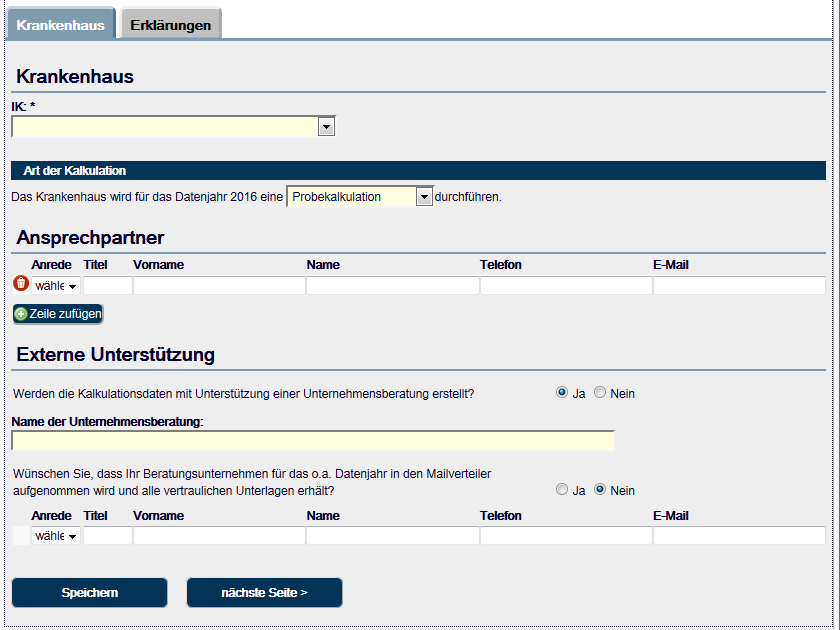 Krankenhaus Erklärungen
Krankenhaus
IK: *
Art der Kalkulation
Das Krankenhaus wird für das Datenjahr 2016 eine Probekalkulation durchführen.
Ansprechpartner
Anrede Titel Vorname Name Telefon E-Mail
wähle
Zeile zufügen
Externe Unterstützung
Werden die Kalkulationsdaten mit Unterstützung einer Unternehmensberatung erstellt? Ja Nein
Name der Unternehmensberatung:
Wünschen Sie, dass Ihr Beratungsunternehmen für das o.a. Datenjahr in den Mailverteiler
aufgenommen wird und alle vertraulichen Unterlagen erhält? Ja Nein
Anrede Titel Vorname Name Telefon E-Mail
wähle
Speichern nächste Seite >